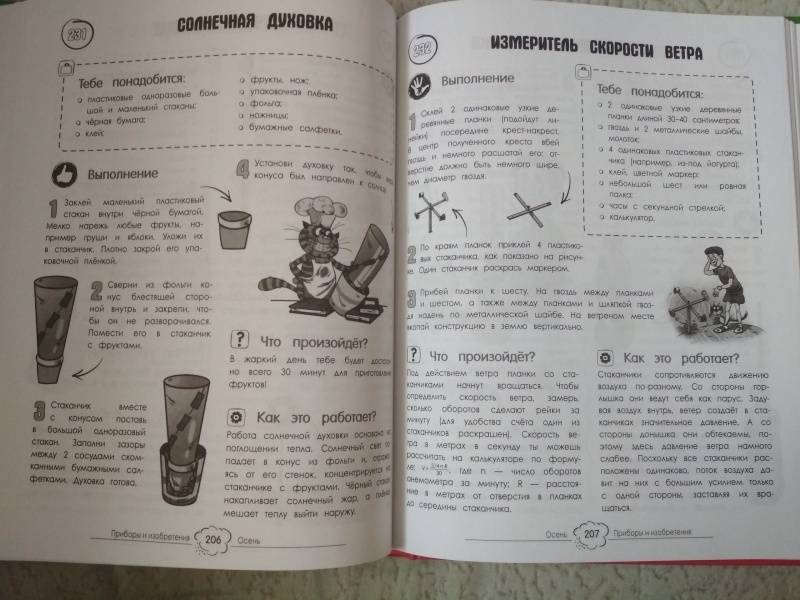 231
СОЛНЕЧНАЯ ДУХОВКА
Тебе понадобится:
пластиковые одноразовые боль-
шой и маленький стаканы;
чёрная бумага;
клей;
фрукты, нож;
упаковочная плёнка;
фольга;
ножницы;
бумажные салфетки.
Выполнение
1 Заклей маленький пластиковый
стакан внутри чёрной бумагой.
Мелко нарежь любые фрукты, на-
пример груши и яблоки. Уложи их
в стаканчик. Плотно закрой его упа-
ковочной плёнкой.
2 Сверни из фольги ко-
нус блестящей сторо-
ной внутрь и закрепи, что-
бы он не разворачивался.
Помести его в стаканчик
с фруктами.
3 Стаканчик вместе
с конусом поставь
в большой одноразовый
стакан. Заполни зазоры
между 2 сосудами ском-
канными бумажными сал-
фетками. Духовка готова.
4 Установи духовку так, чтобы
конуса был направлен к солнцу.
? Что произойдёт?
В жаркий день тебе будет достаточ-
но всего 30 минут для приготовления
фруктов!
Как это работает?
Работа солнечной духовки основана на
поглощении тепла. Солнечный свет по-
падает в конус из фольги и, отража-
ясь от его стенок, концентрируется на
стаканчике с фруктами. Чёрный стакан
накапливает солнечный жар, а плёнка
мешает теплу выйти наружу.
Приборы и изобретения 206 Осень
232
ИЗМЕРИТЕЛЬ СКОРОСТИ ВЕТРА
Выполнение
1 Склей 2 одинаковые узкие де-
ревянные планки (подойдут ли-
нейки) посередине крест-накрест.
В центр полученного креста вбей
гвоздь и немного расшатай его: от-
верстие должно быть немного шире,
чем диаметр гвоздя.
Тебе понадобится:
2 одинаковые узкие деревянные
планки длиной 30–40 сантиметров;
гвоздь и 2 металлические шайбы,
молоток;
4 одинаковых пластиковых стакан-
чика (например, из-под йогурта);
клей, цветной маркер;
небольшой шест или ровная
палка;
часы с секундной стрелкой;
калькулятор.
2 По краям планок приклей 4 пластико-
вых стаканчика, как показано на рисун-
ке. Один стаканчик раскрась маркером.
3 Прибей планки к шесту. На гвоздь между планками
и шестом, а также между планками и шляпкой гвоз-
дя надень по металлической шайбе. На ветреном месте
вкопай конструкцию в землю вертикально.
? Что произойдёт?
Под действием ветра планки со ста-
канчиками начнут вращаться. Чтобы
определить скорость ветра, замерь,
сколько оборотов сделают рейки за
минуту (для удобства счёта один из
стаканчиков раскрашен). Скорость ве-
тра в метрах в секунду ты можешь
рассчитать на калькуляторе по форму-
ле: где n — число оборотов
анемометра за минуту; R — расстоя-
ние в метрах от отверстия в планках
до середины стаканчика.
Как это работает?
Стаканчики сопротивляются движению
воздуха по-разному. Со стороны гор-
лышка они ведут себя как парус. Заду-
вая воздух внутрь, ветер создаёт в ста-
канчиках значительное давление. А со
стороны донышка они обтекаемы, по-
этому здесь давление ветра намного
слабее. Поскольку все стаканчики рас-
положены одинаково, поток воздуха да-
вит на них с большим усилием только
с одной стороны, заставляя их вра-
щаться.
Осень 207 Приборы и изобретения